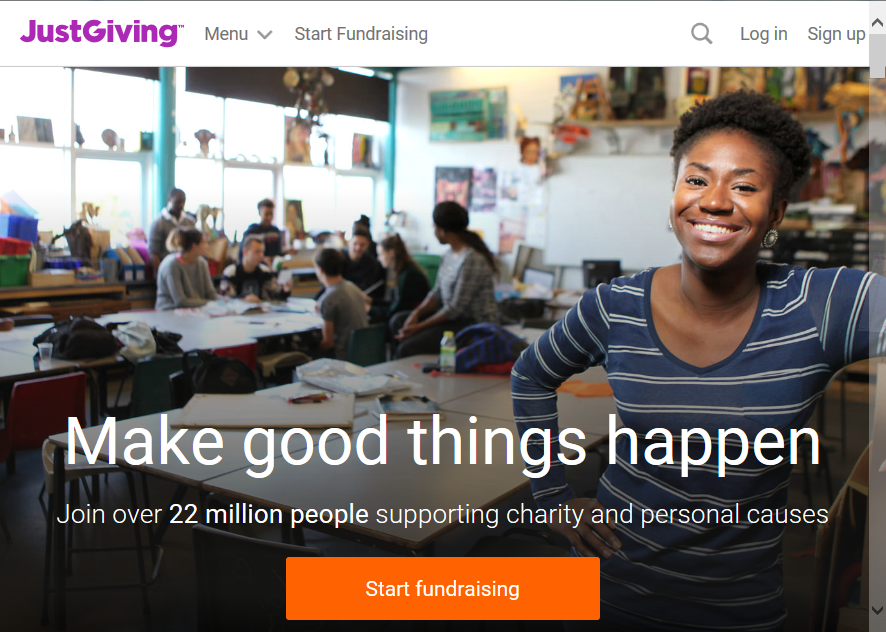 JustGiving™ Menu Start Fundraising Log in Sign up
Make good things happen
Join over 22 million people supporting charity and personal causes
Start fundraising